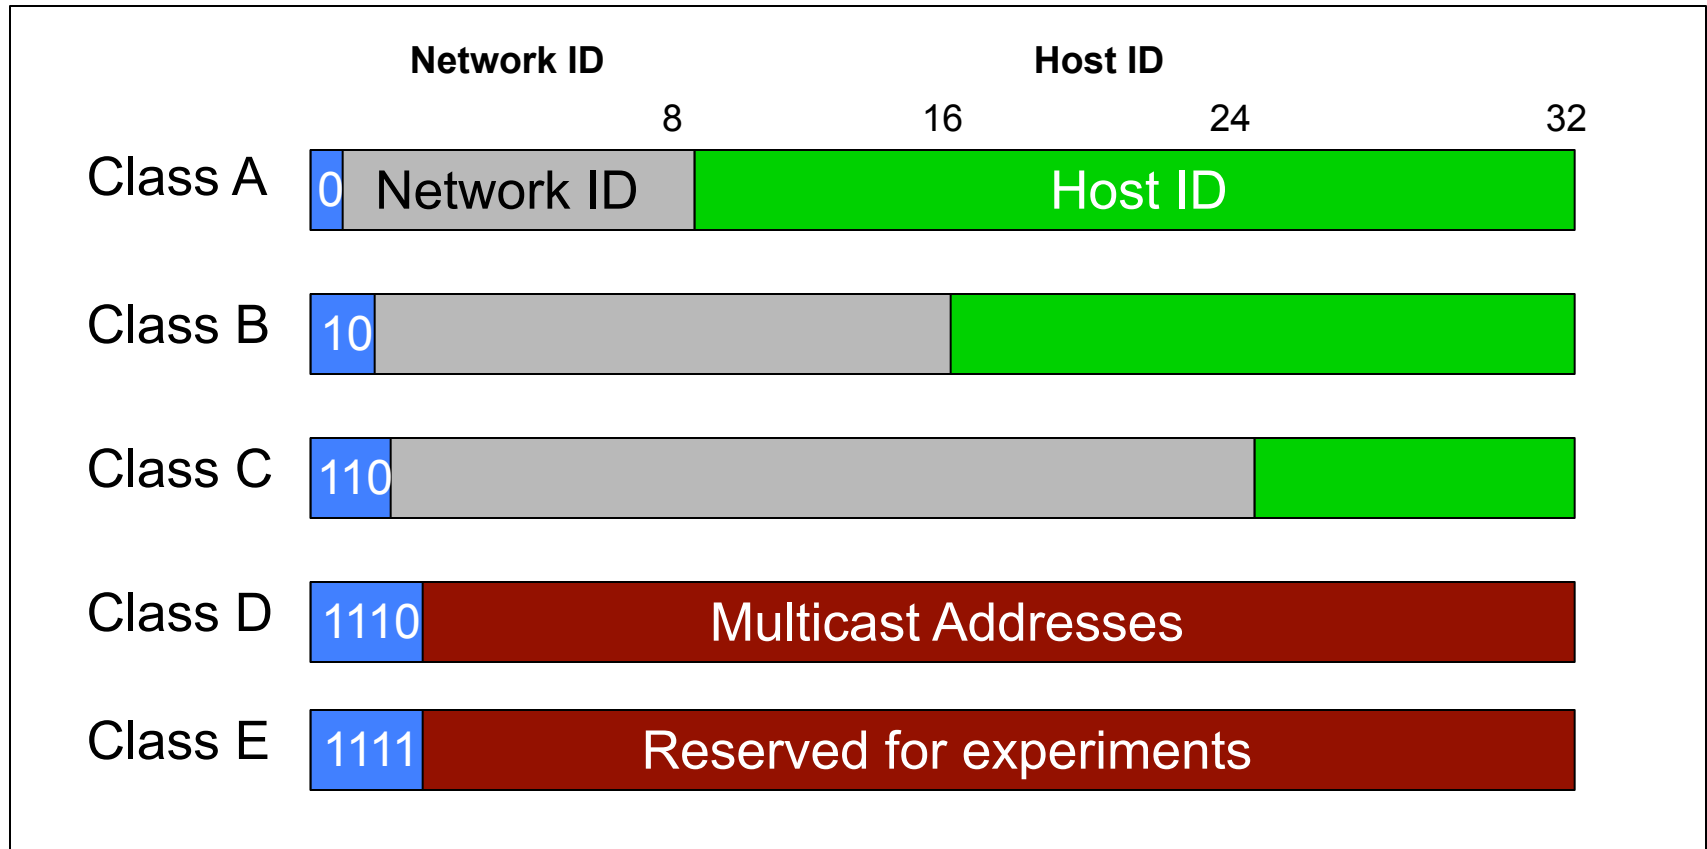 Network ID Host ID
8 16 24 32
Class A 0 Network ID Host ID
Class B 10
Class C 110
Class D 1110 Multicast Addresses
Class E 1111 Reserved for experiments